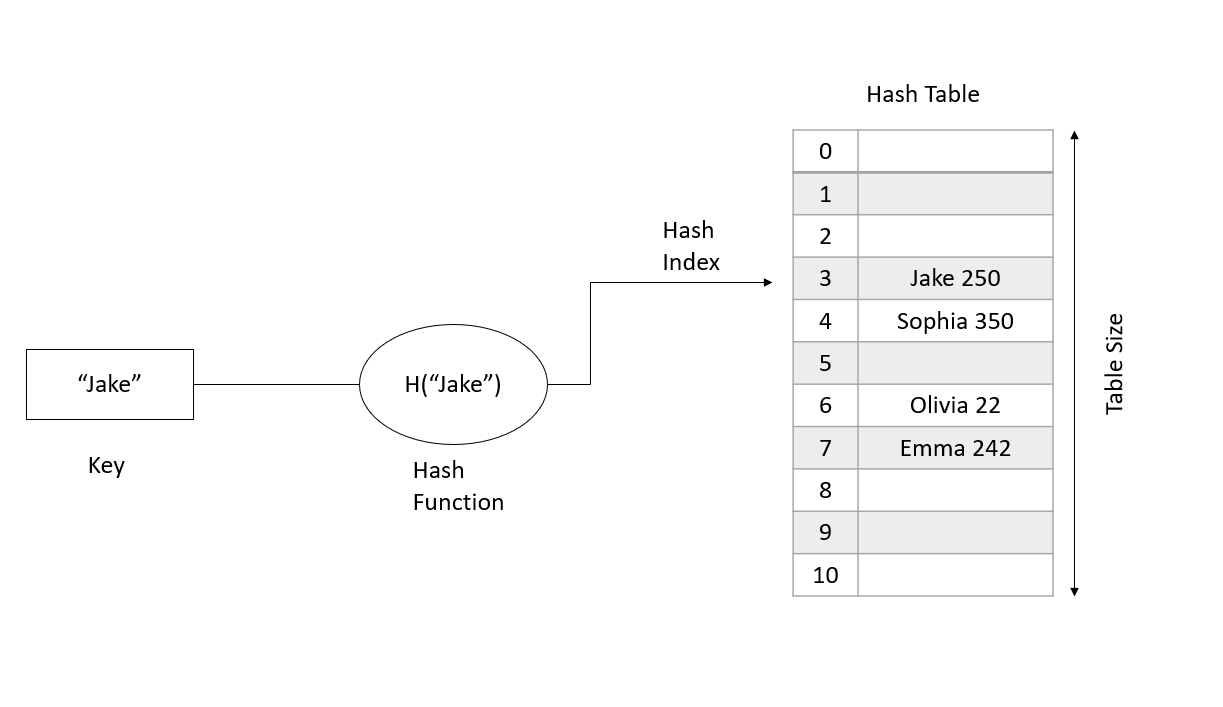 Hash Table
0
1
2
3 Jake 250
4 Sophia 350
5
6 Olivia 22
7 Emma 242
8
9
10
Table Size
Hash
Index
“Jake”
Key
H(“Jake”)
Hash
Function